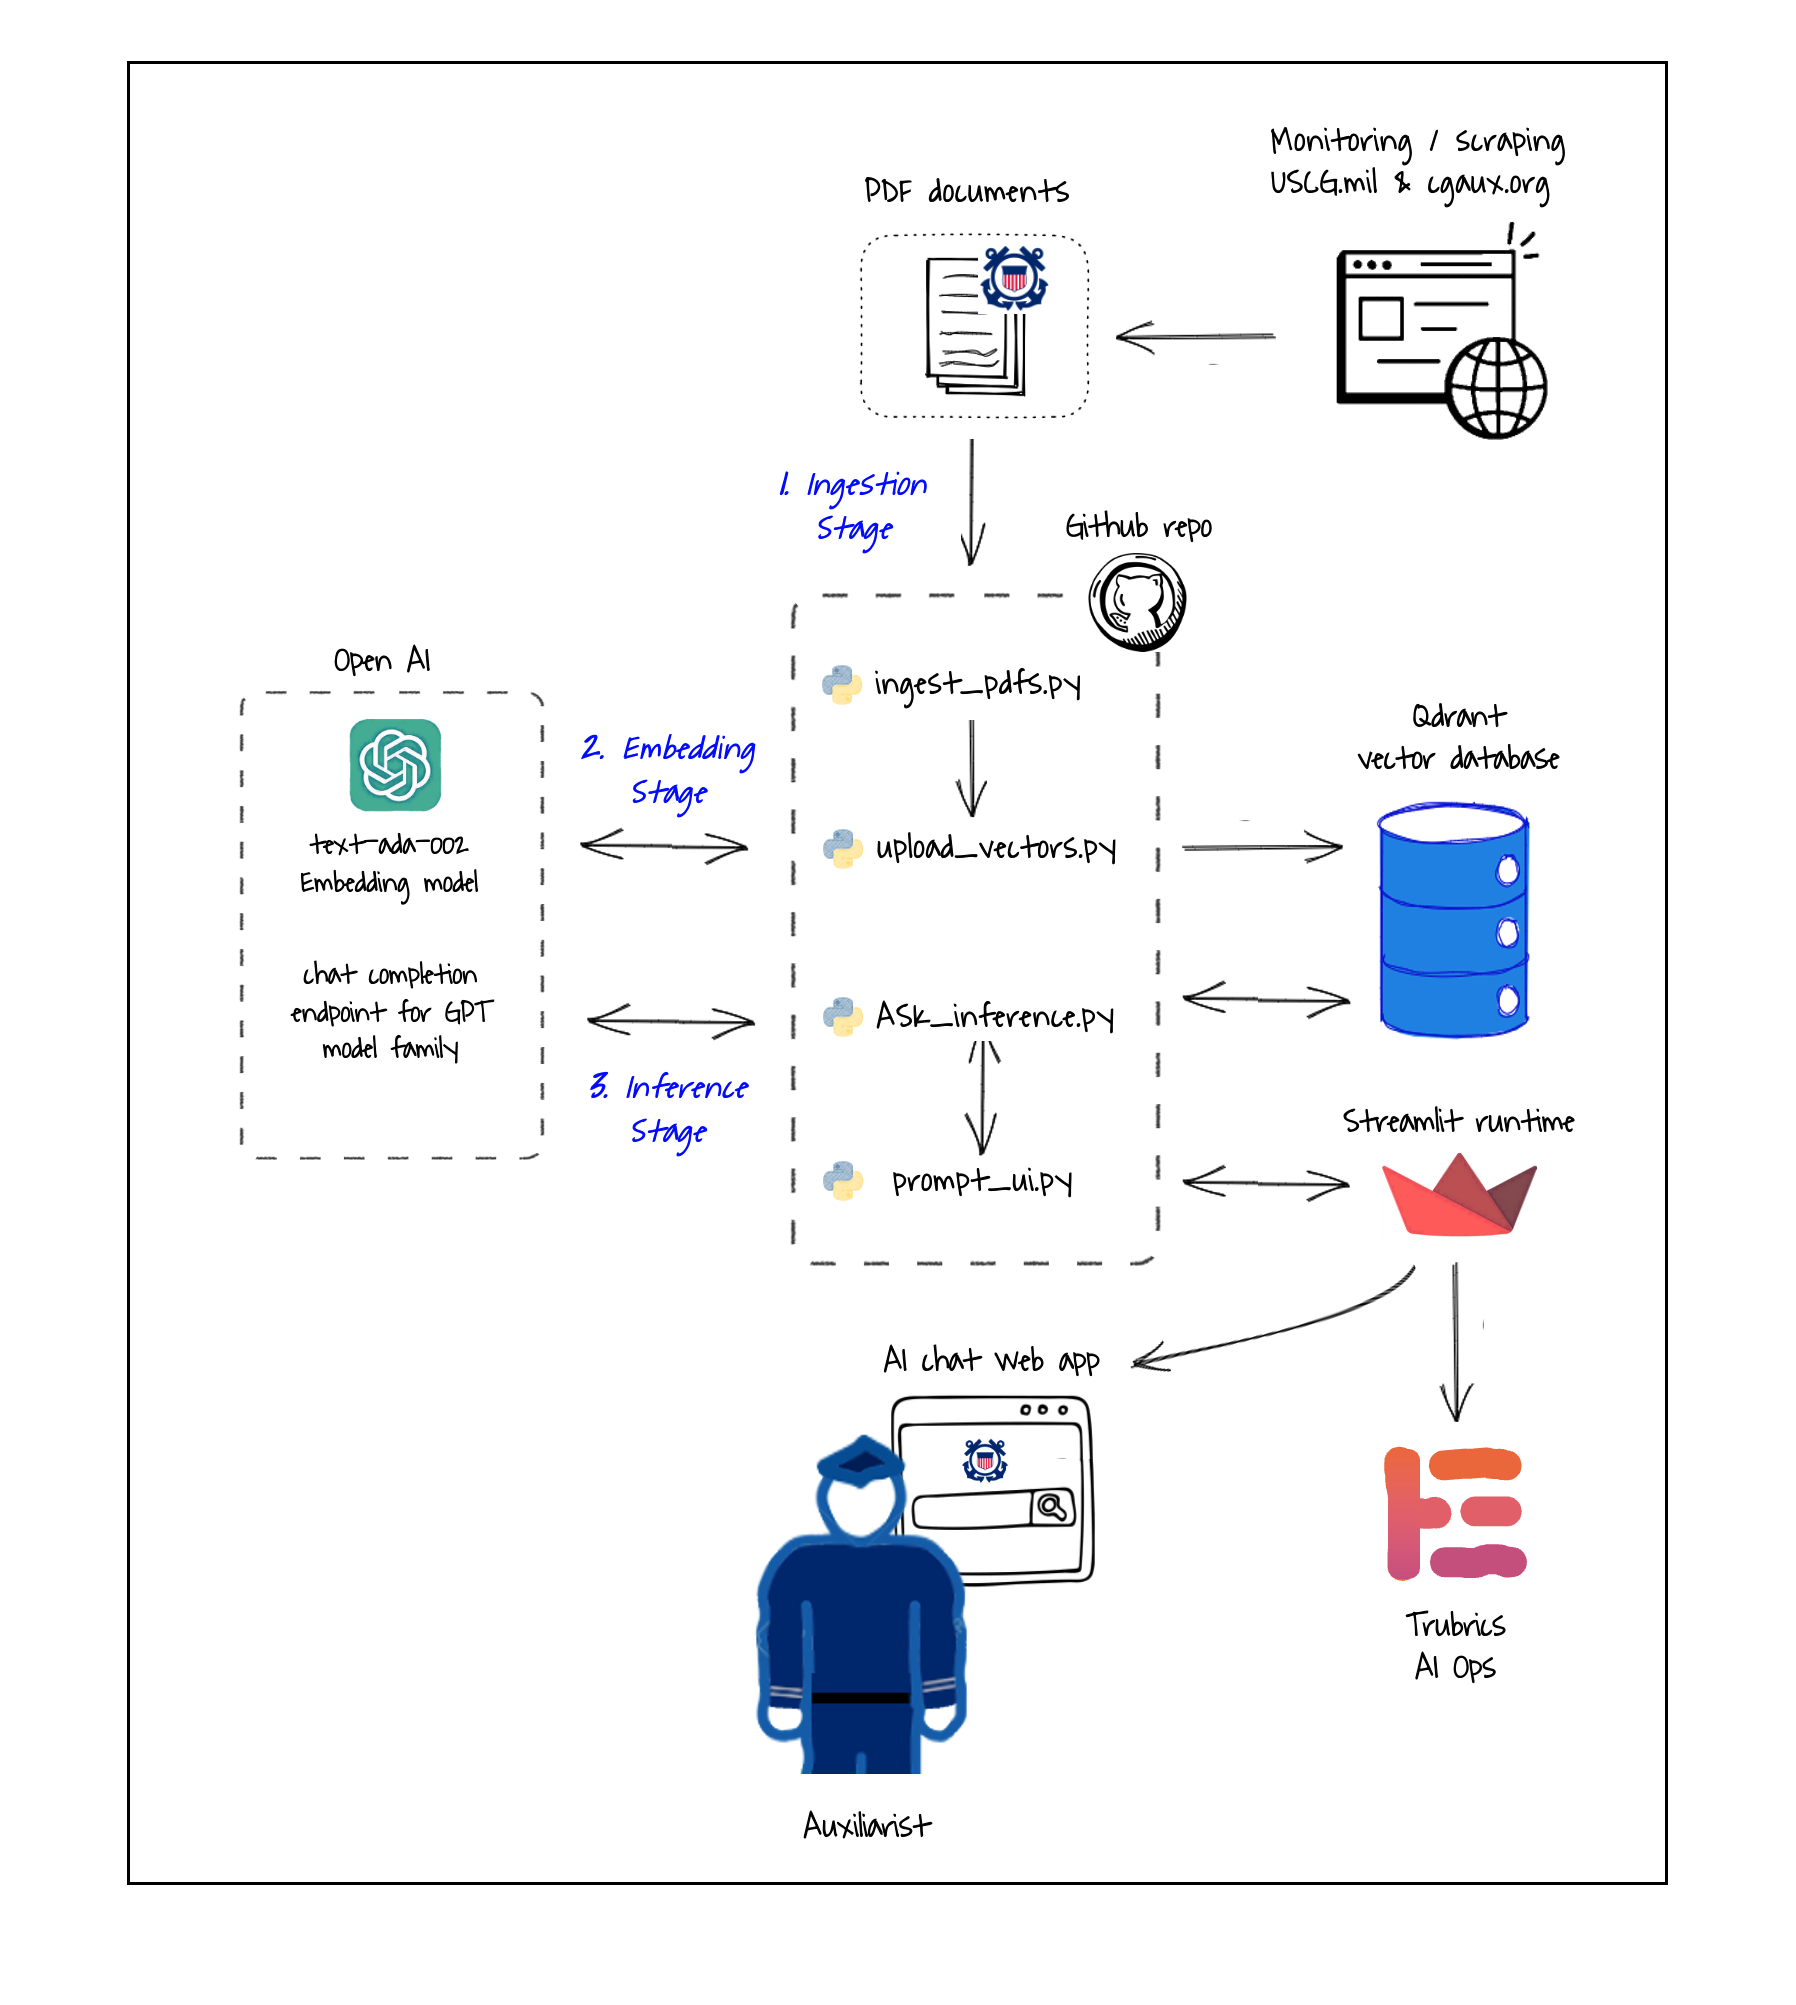 Monitoring / scraping
USCG.mil & cgaux.org
PDF documents
1. Ingestion
Stage
Github repo
ingest_pdfs.py
Open AI
2. Embedding
Stage
text-ada-002
Embedding model
upload_vectors.py
Qdrant
vector database
chat completion
endpoint for GPT
model family
ASk_inference.py
3. Inference
Stage
prompt_ui.py
Streamlit runtime
AI chat web app
Trubrics
AI Ops
Auxiliarist